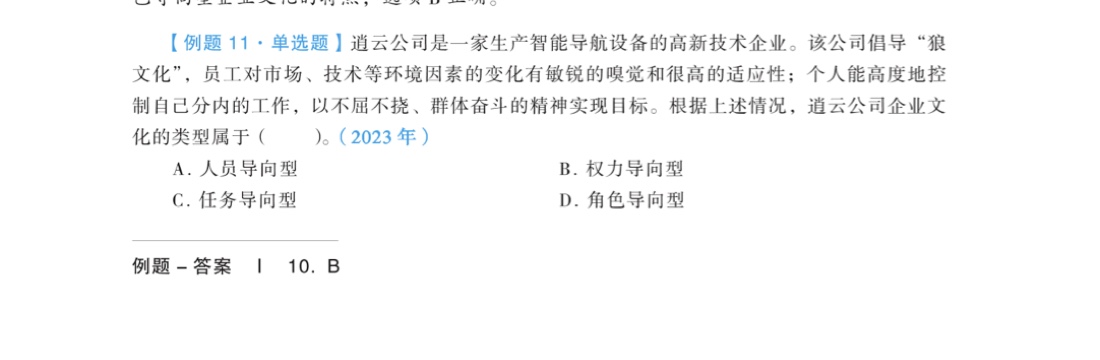 【例题 11·单选题】逍云公司是一家生产智能导航设备的高新技术企业。该公司倡导“狼
文化”，员工对市场、技术等环境因素的变化有敏锐的嗅觉和很高的适应性；个人能高度地控
制自己分内的工作，以不屈不挠、群体奋斗的精神实现目标。根据上述情况，逍云公司企业文
化的类型属于（　　）。（2023 年）
A. 人员导向型　　B. 权力导向型
C. 任务导向型　　D. 角色导向型
例题 – 答案　|　10. B